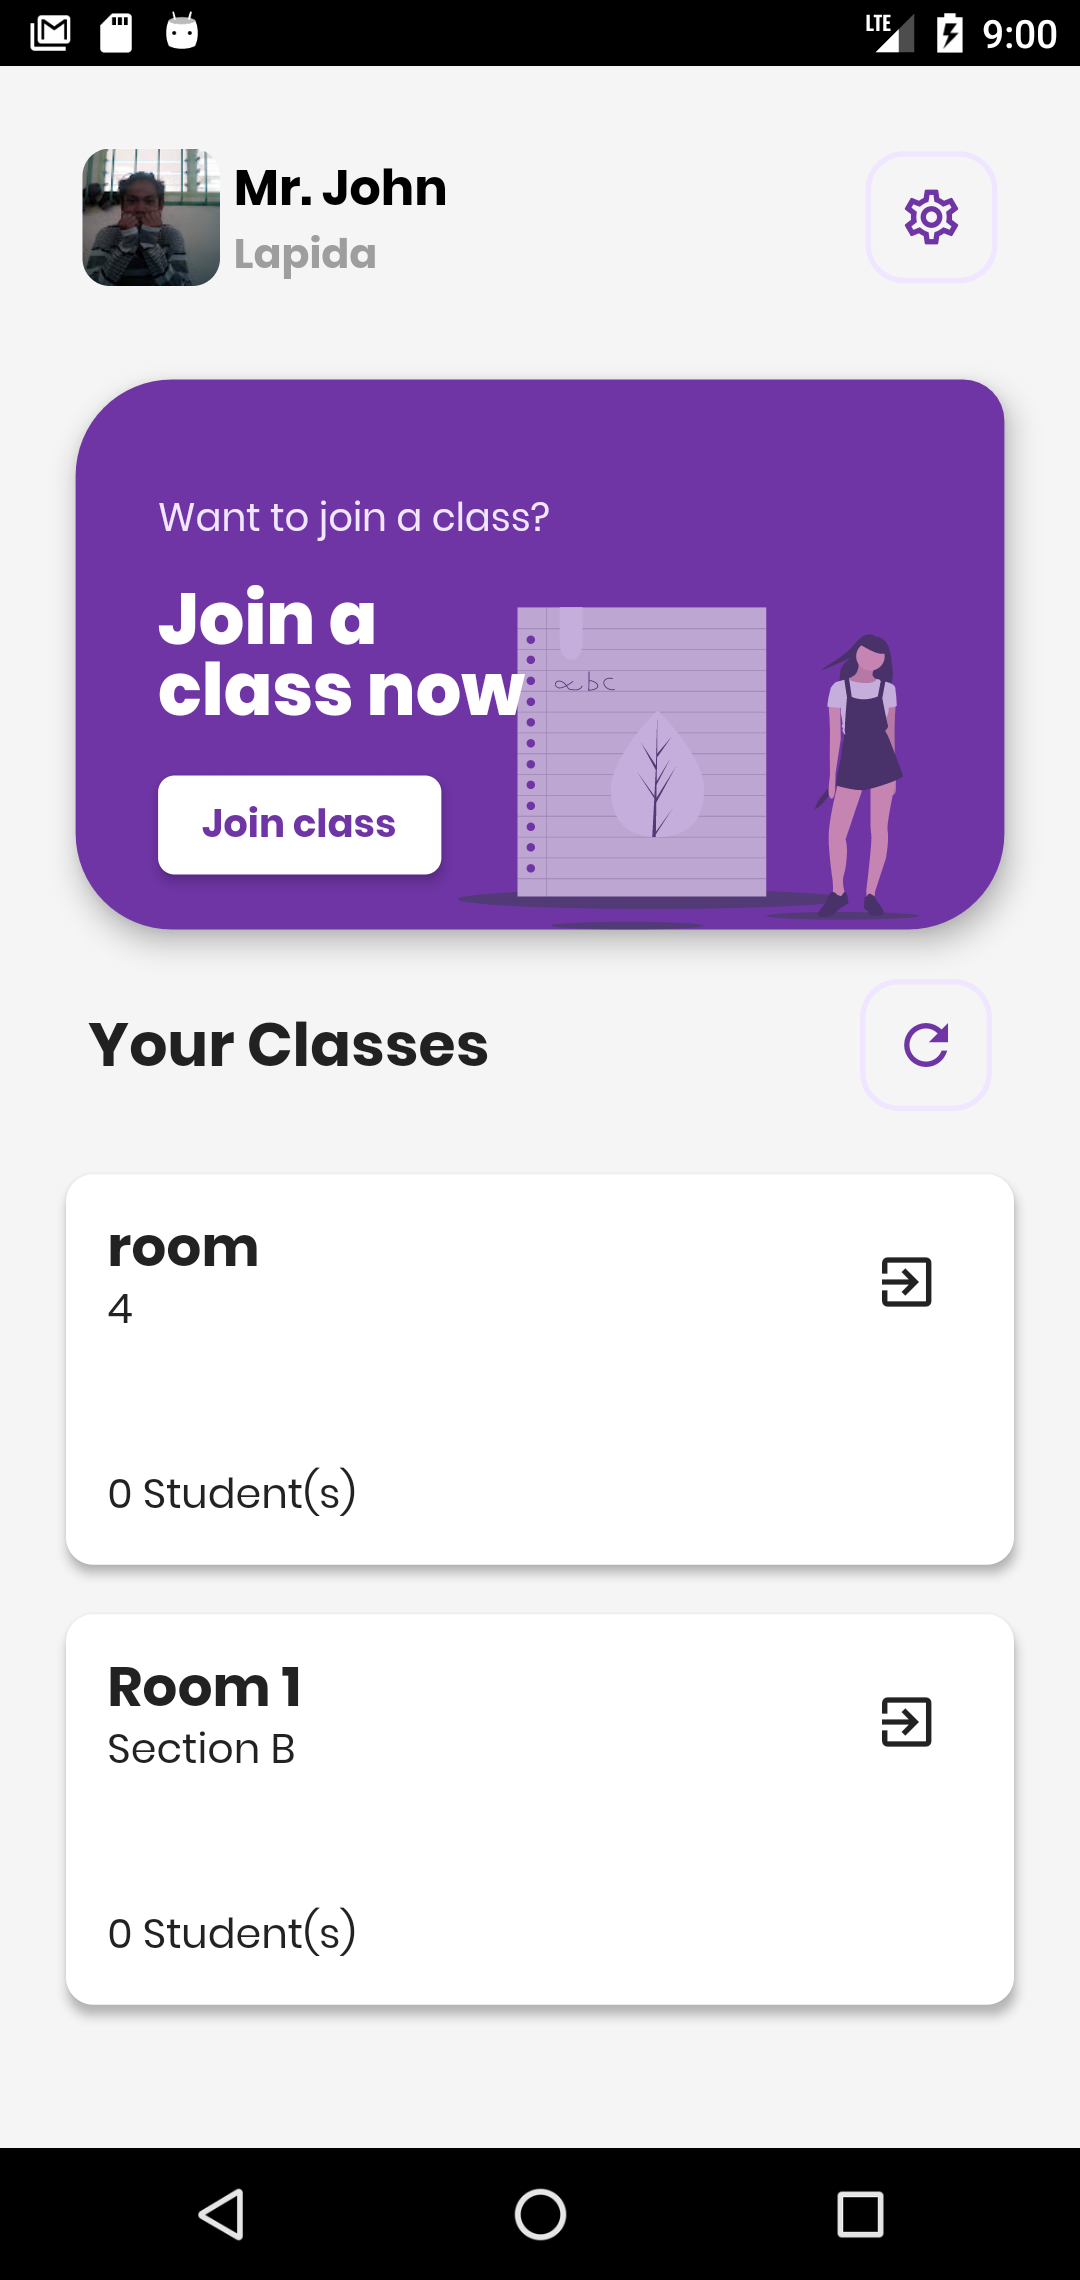 LTE 9:00
Mr. John
Lapida
Want to join a class?
Join a
class now
abc
Join class
Your Classes
room
4
0 Student(s)
Room 1
Section B
0 Student(s)